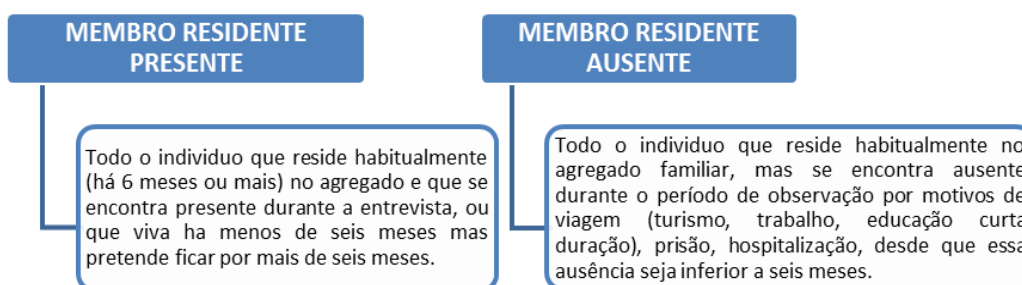 MEMBRO RESIDENTE
PRESENTE
Todo o individuo que reside habitualmente
(há 6 meses ou mais) no agregado e que se
encontra presente durante a entrevista, ou
que viva ha menos de seis meses mas
pretende ficar por mais de seis meses.
MEMBRO RESIDENTE
AUSENTE
Todo o individuo que reside habitualmente no
agregado familiar, mas se encontra ausente
durante o período de observação por motivos de
viagem (turismo, trabalho, educação curta
duração), prisão, hospitalização, desde que essa
ausência seja inferior a seis meses.